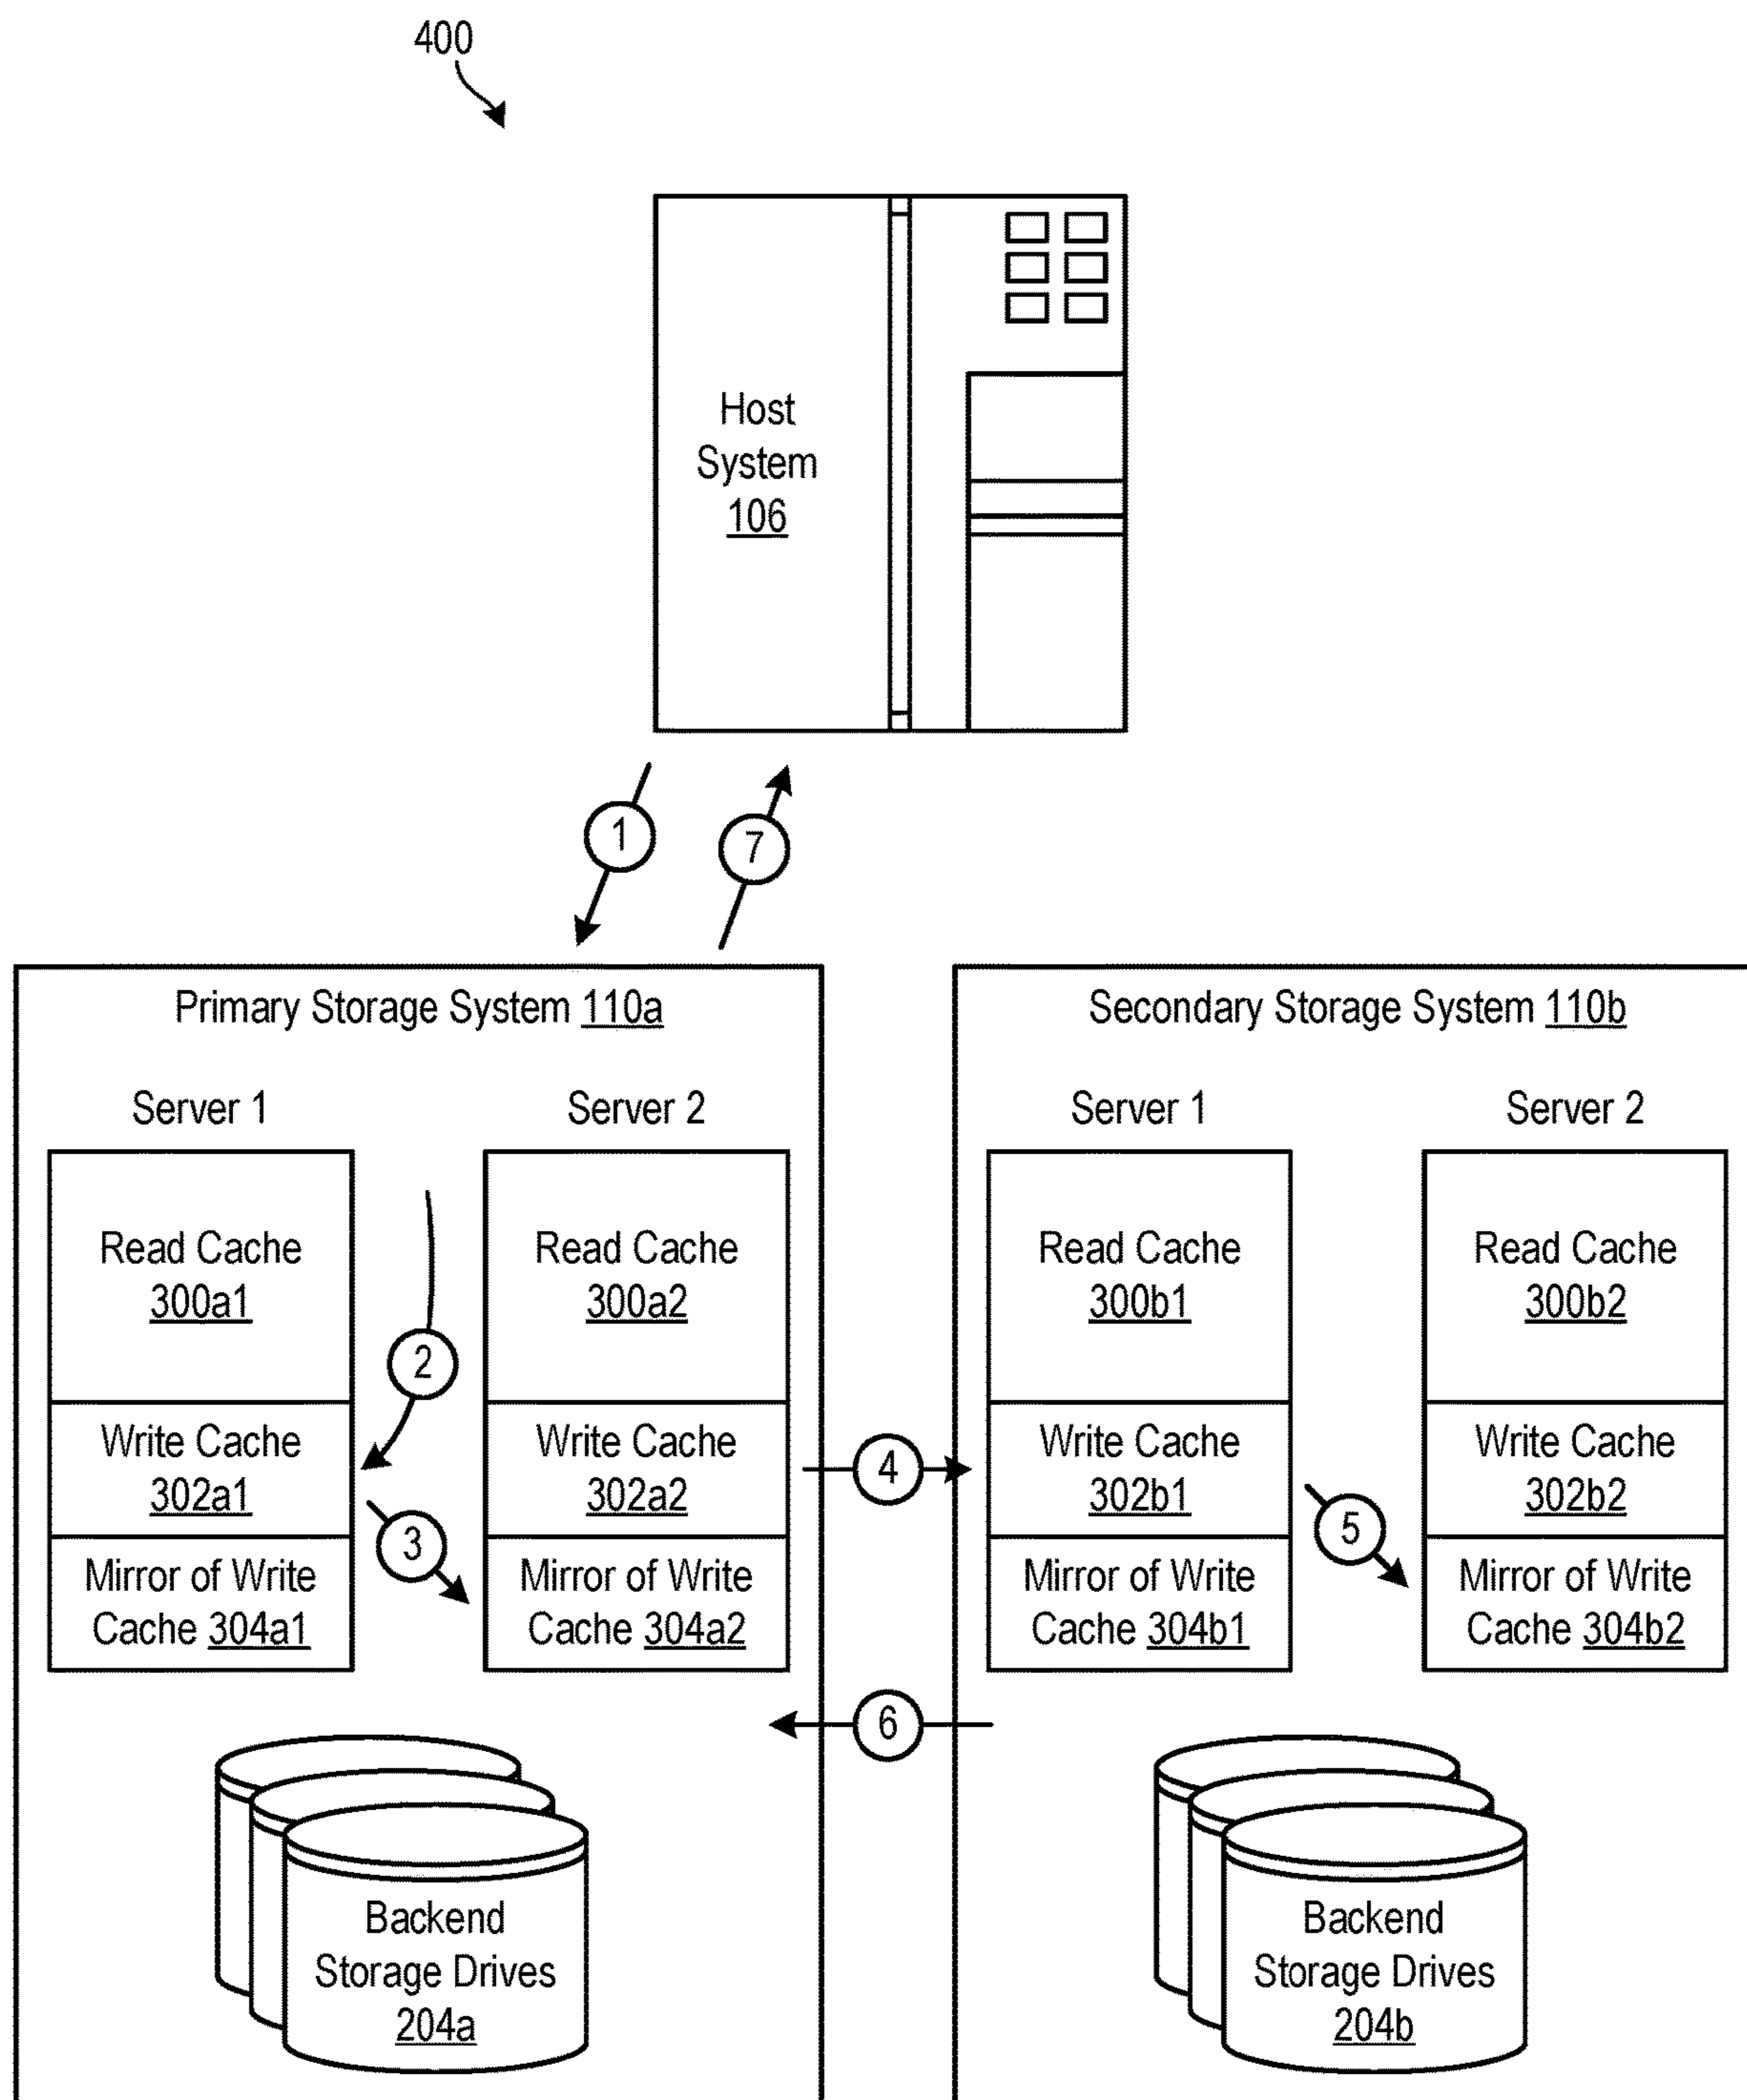 400
Host
System
106
1
7
Primary Storage System 110a
Server 1
Server 2
Read Cache
300a1
Read Cache
300a2
2
Write Cache
302a1
Write Cache
302a2
3
Mirror of Write
Cache 304a1
Mirror of Write
Cache 304a2
Backend
Storage Drives
204a
4
6
Secondary Storage System 110b
Server 1
Server 2
Read Cache
300b1
Read Cache
300b2
Write Cache
302b1
Write Cache
302b2
5
Mirror of Write
Cache 304b1
Mirror of Write
Cache 304b2
Backend
Storage Drives
204b